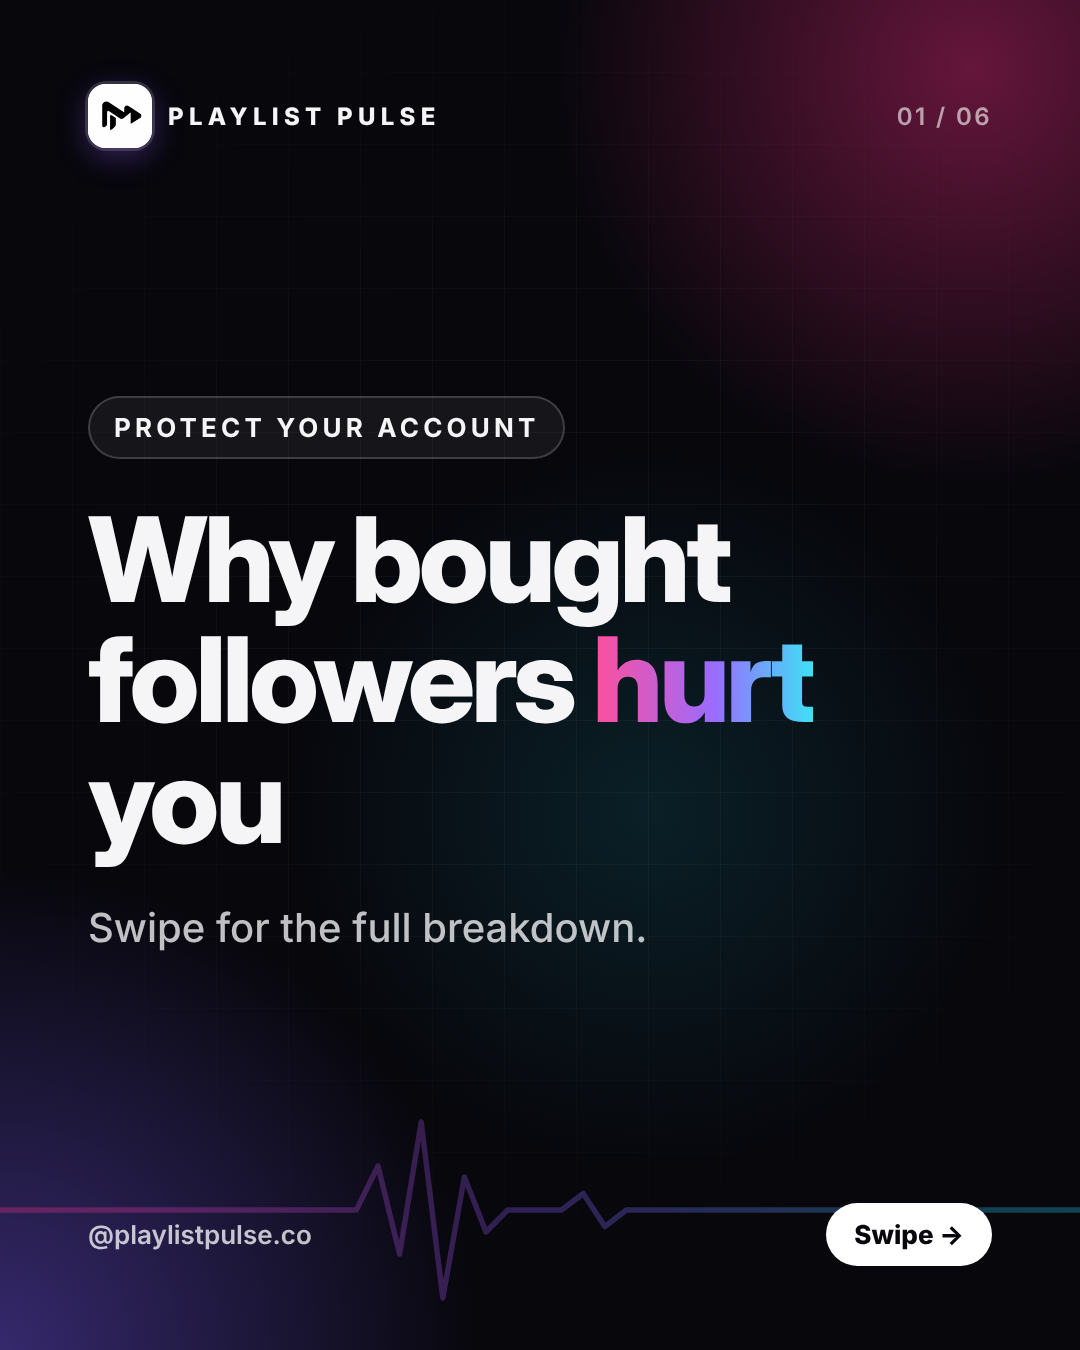 PLAYLIST PULSE
01 / 06
PROTECT YOUR ACCOUNT
Why bought
followers hurt
you
Swipe for the full breakdown.
@playlistpulse.co
Swipe →